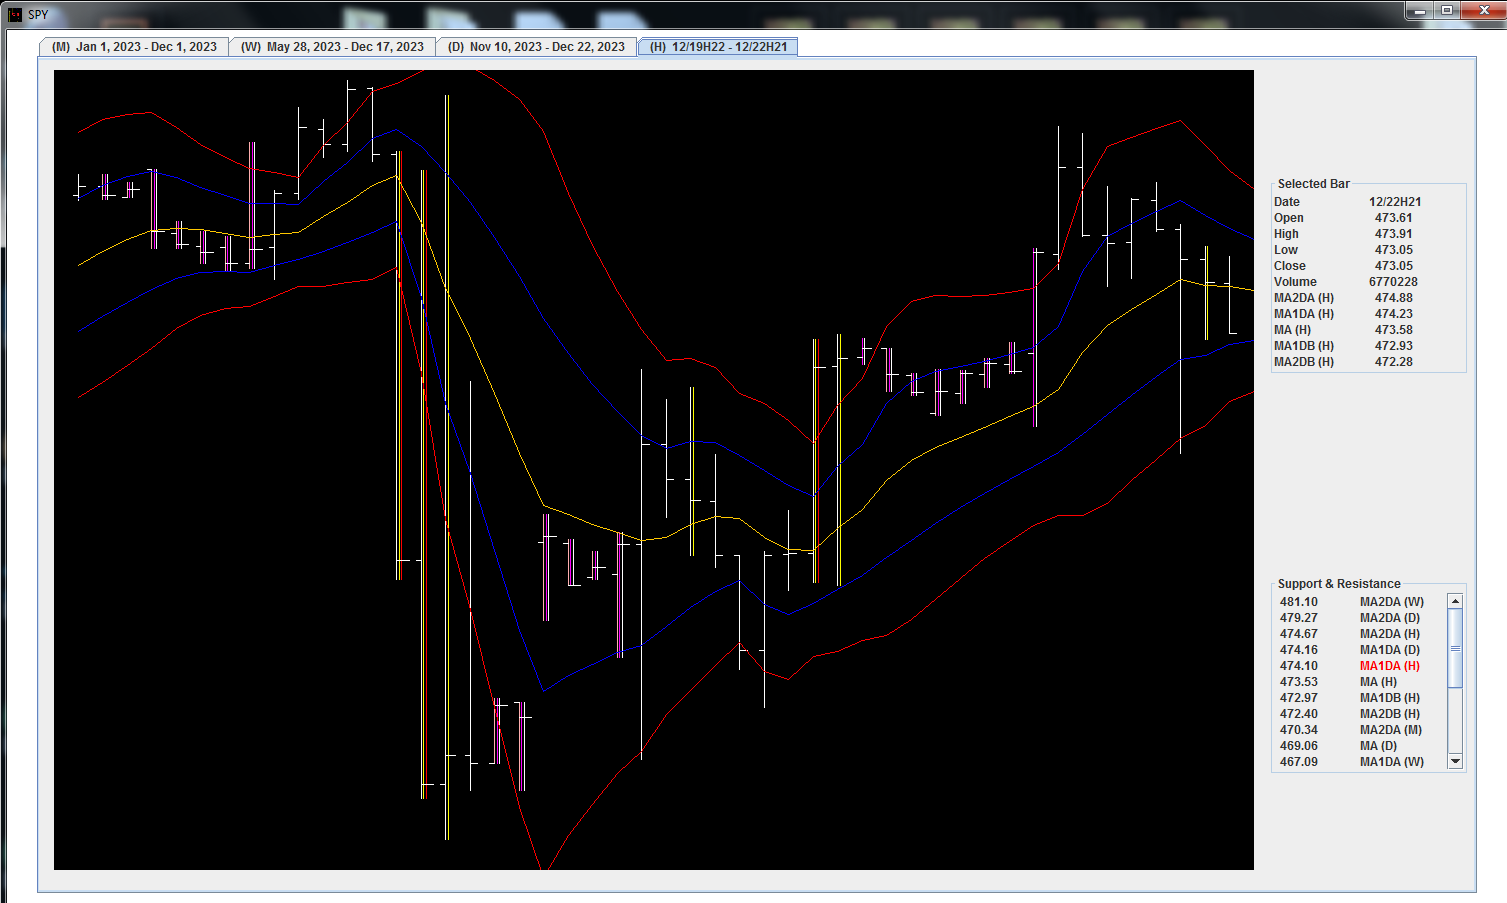 SPY
(M) Jan 1, 2023 - Dec 1, 2023
(W) May 28, 2023 - Dec 17, 2023
(D) Nov 10, 2023 - Dec 22, 2023
(H) 12/19H22 - 12/22H21
Selected Bar
Date 12/22H21
Open 473.61
High 473.91
Low 473.05
Close 473.05
Volume 6770228
MA2DA (H) 474.88
MA1DA (H) 474.23
MA (H) 473.58
MA1DB (H) 472.93
MA2DB (H) 472.28
Support & Resistance
481.10 MA2DA (W)
479.27 MA2DA (D)
474.67 MA2DA (H)
474.16 MA1DA (D)
474.10 MA1DA (H)
473.53 MA (H)
472.97 MA1DB (H)
472.40 MA2DB (H)
470.34 MA2DA (M)
469.06 MA (D)
467.09 MA1DA (W)